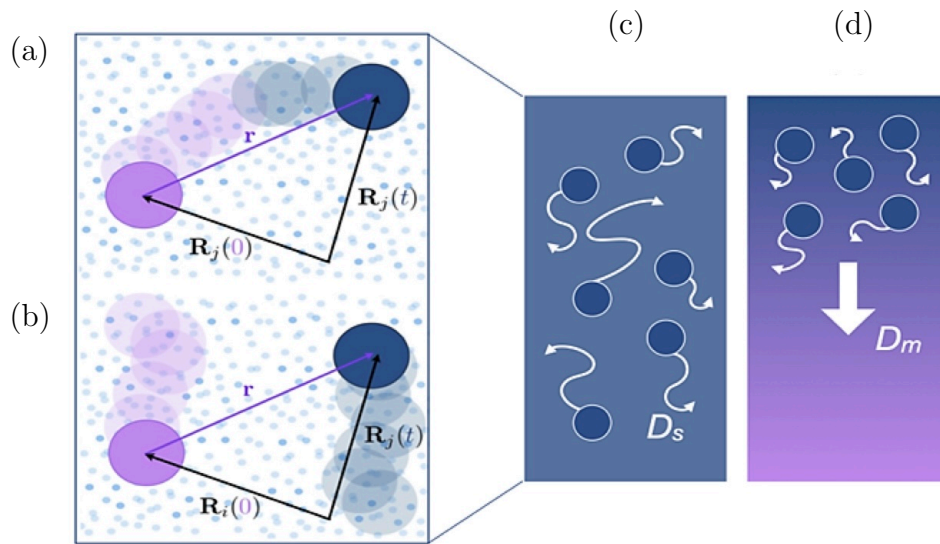 (a)
r
R_j(t)
R_j(0)
(b)
r
R_j(t)
R_i(0)
(c)
D_s
(d)
D_m